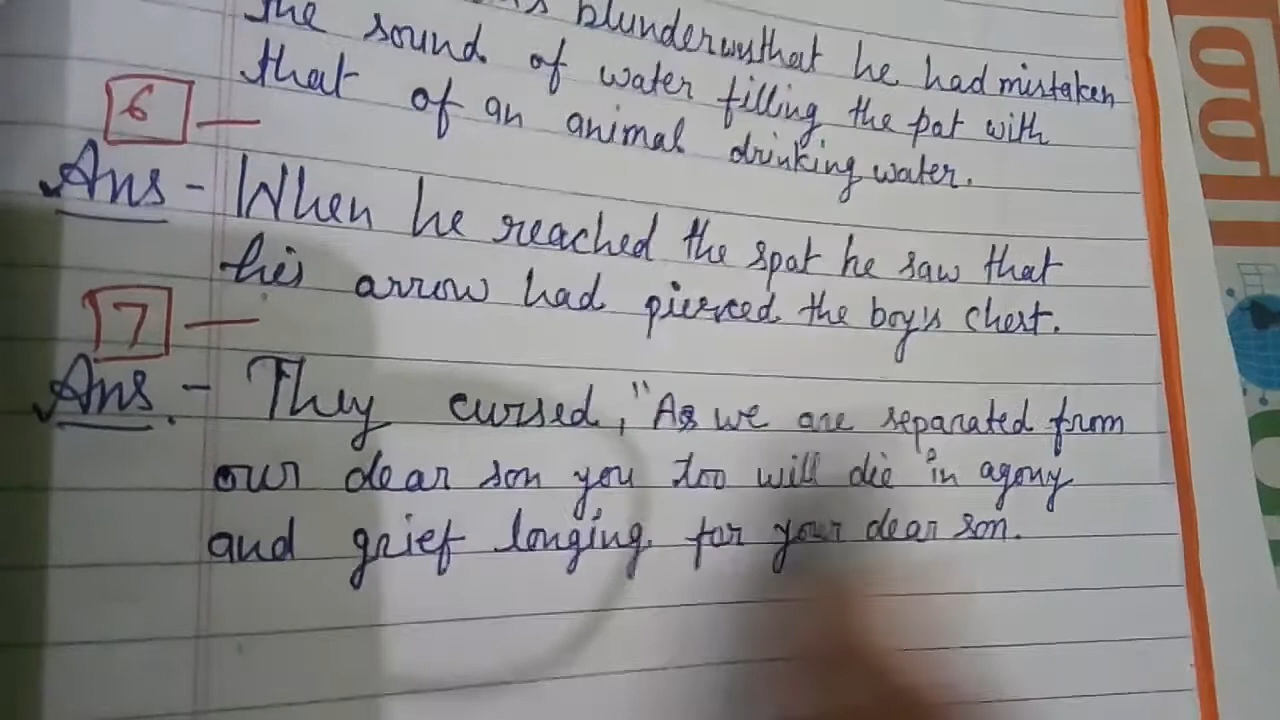 the sound blunder was that he had mistaken
the sound of water filling the pot with
that of an animal drinking water.
6 —
Ans - When he reached the spot he saw that
his arrow had pierced the boy's chest.
7 —
Ans. - They cursed, "As we are separated from
our dear son you too will die in agony
and grief longing for your dear son.